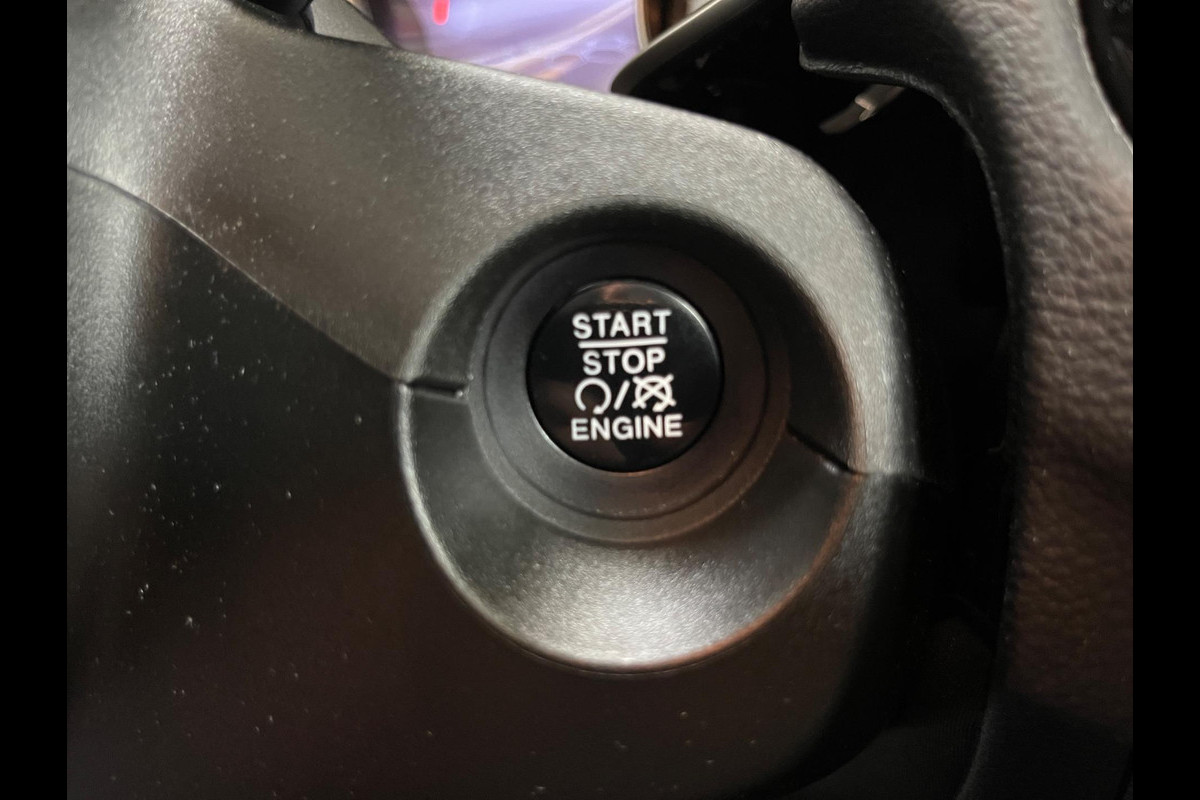 START
STOP
/
ENGINE